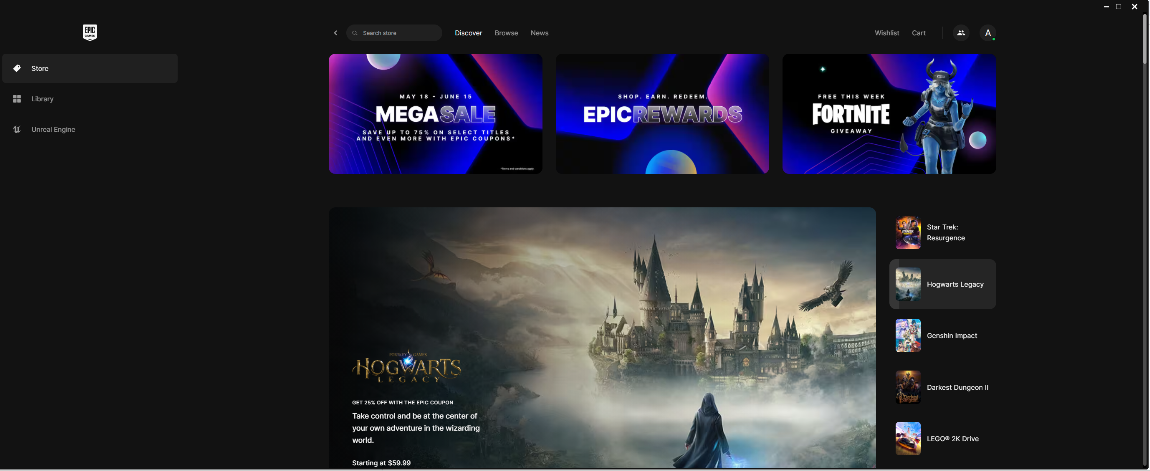 EPIC
GAMES
Search store
Discover
Browse
News
Wishlist
Cart
A
Store
Library
Unreal Engine
MAY 18 - JUNE 15
MEGA SALE
SAVE UP TO 75% ON SELECT TITLES
AND EVEN MORE WITH EPIC COUPONS*
SHOP. EARN. REDEEM.
EPIC REWARDS
FREE THIS WEEK
FORTNITE
GIVEAWAY
HOGWARTS
LEGACY
GET 25% OFF WITH THE EPIC COUPON
Take control and be at the center of
your own adventure in the wizarding
world.
Starting at $59.99
Star Trek:
Resurgence
Hogwarts Legacy
Genshin Impact
Darkest Dungeon II
LEGO® 2K Drive